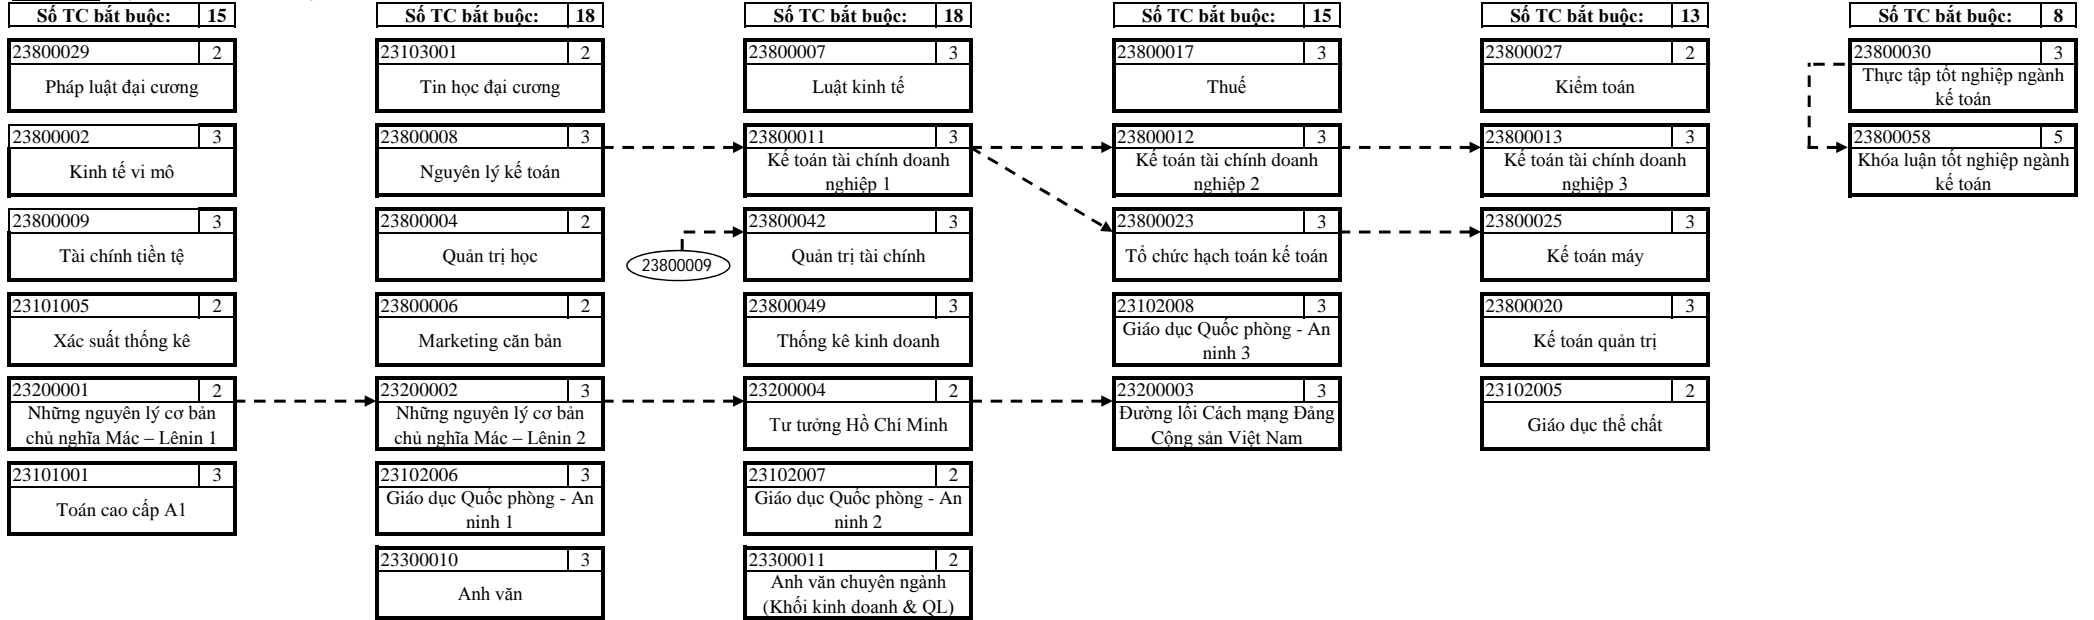 Số TC bắt buộc: 15
23800029 2
Pháp luật đại cương
23800002 3
Kinh tế vi mô
23800009 3
Tài chính tiền tệ
23101005 2
Xác suất thống kê
23200001 2
Những nguyên lý cơ bản
chủ nghĩa Mác – Lênin 1
23101001 3
Toán cao cấp A1
Số TC bắt buộc: 18
23103001 2
Tin học đại cương
23800008 3
Nguyên lý kế toán
23800004 2
Quản trị học
23800006 2
Marketing căn bản
23200002 3
Những nguyên lý cơ bản
chủ nghĩa Mác – Lênin 2
23102006 3
Giáo dục Quốc phòng - An
ninh 1
23300010 3
Anh văn
Số TC bắt buộc: 18
23800007 3
Luật kinh tế
23800011 3
Kế toán tài chính doanh
nghiệp 1
23800009
23800042 3
Quản trị tài chính
23800049 3
Thống kê kinh doanh
23200004 2
Tư tưởng Hồ Chí Minh
23102007 2
Giáo dục Quốc phòng - An
ninh 2
23300011 2
Anh văn chuyên ngành
(Khối kinh doanh & QL)
Số TC bắt buộc: 15
23800017 3
Thuế
23800012 3
Kế toán tài chính doanh
nghiệp 2
23800023 3
Tổ chức hạch toán kế toán
23102008 3
Giáo dục Quốc phòng - An
ninh 3
23200003 3
Đường lối Cách mạng Đảng
Cộng sản Việt Nam
Số TC bắt buộc: 13
23800027 2
Kiểm toán
23800013 3
Kế toán tài chính doanh
nghiệp 3
23800025 3
Kế toán máy
23800020 3
Kế toán quản trị
23102005 2
Giáo dục thể chất
Số TC bắt buộc: 8
23800030 3
Thực tập tốt nghiệp ngành
kế toán
23800058 5
Khóa luận tốt nghiệp ngành
kế toán